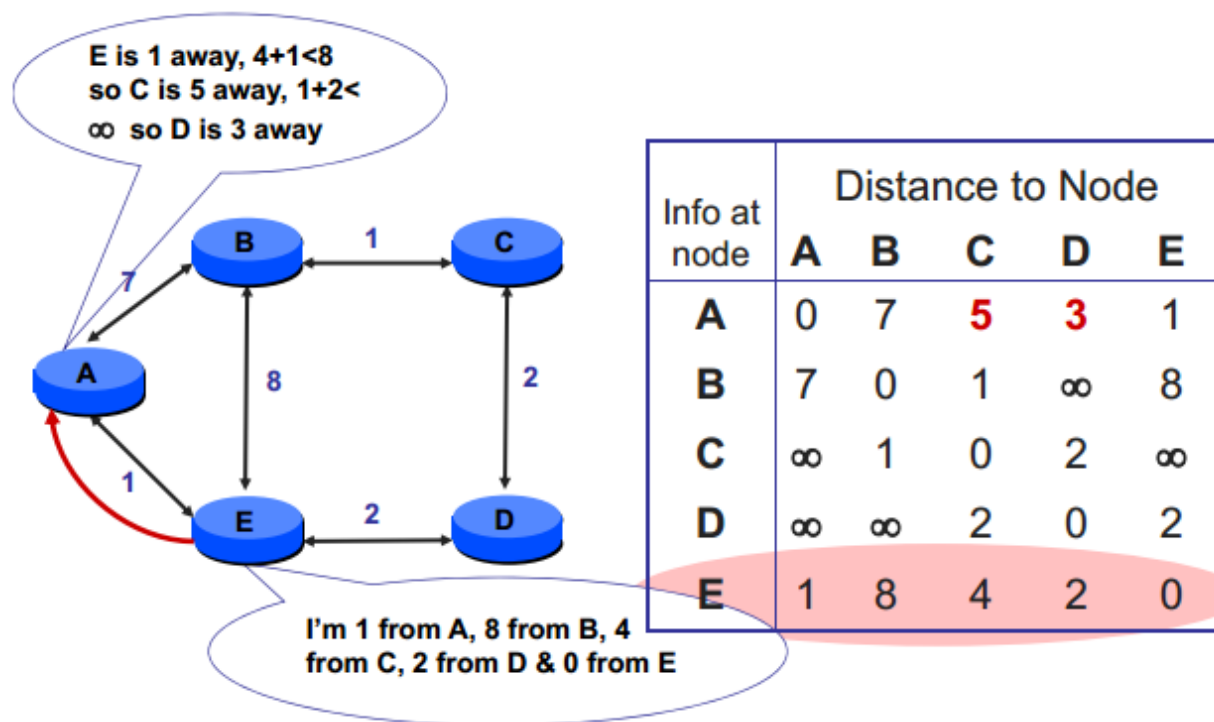 E is 1 away, 4+1<8
so C is 5 away, 1+2<
∞ so D is 3 away
B
1
C
7
A
8
2
1
E
2
D
I'm 1 from A, 8 from B, 4
from C, 2 from D & 0 from E
Info at
node
Distance to Node
A B C D E
A 0 7 5 3 1
B 7 0 1 ∞ 8
C ∞ 1 0 2 ∞
D ∞ ∞ 2 0 2
E 1 8 4 2 0